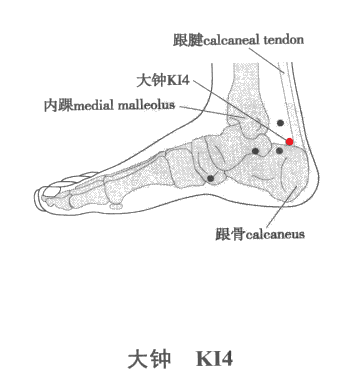 跟腱calcaneal tendon
大钟KI4
内踝medial malleolus
跟骨calcaneus
大钟 KI4